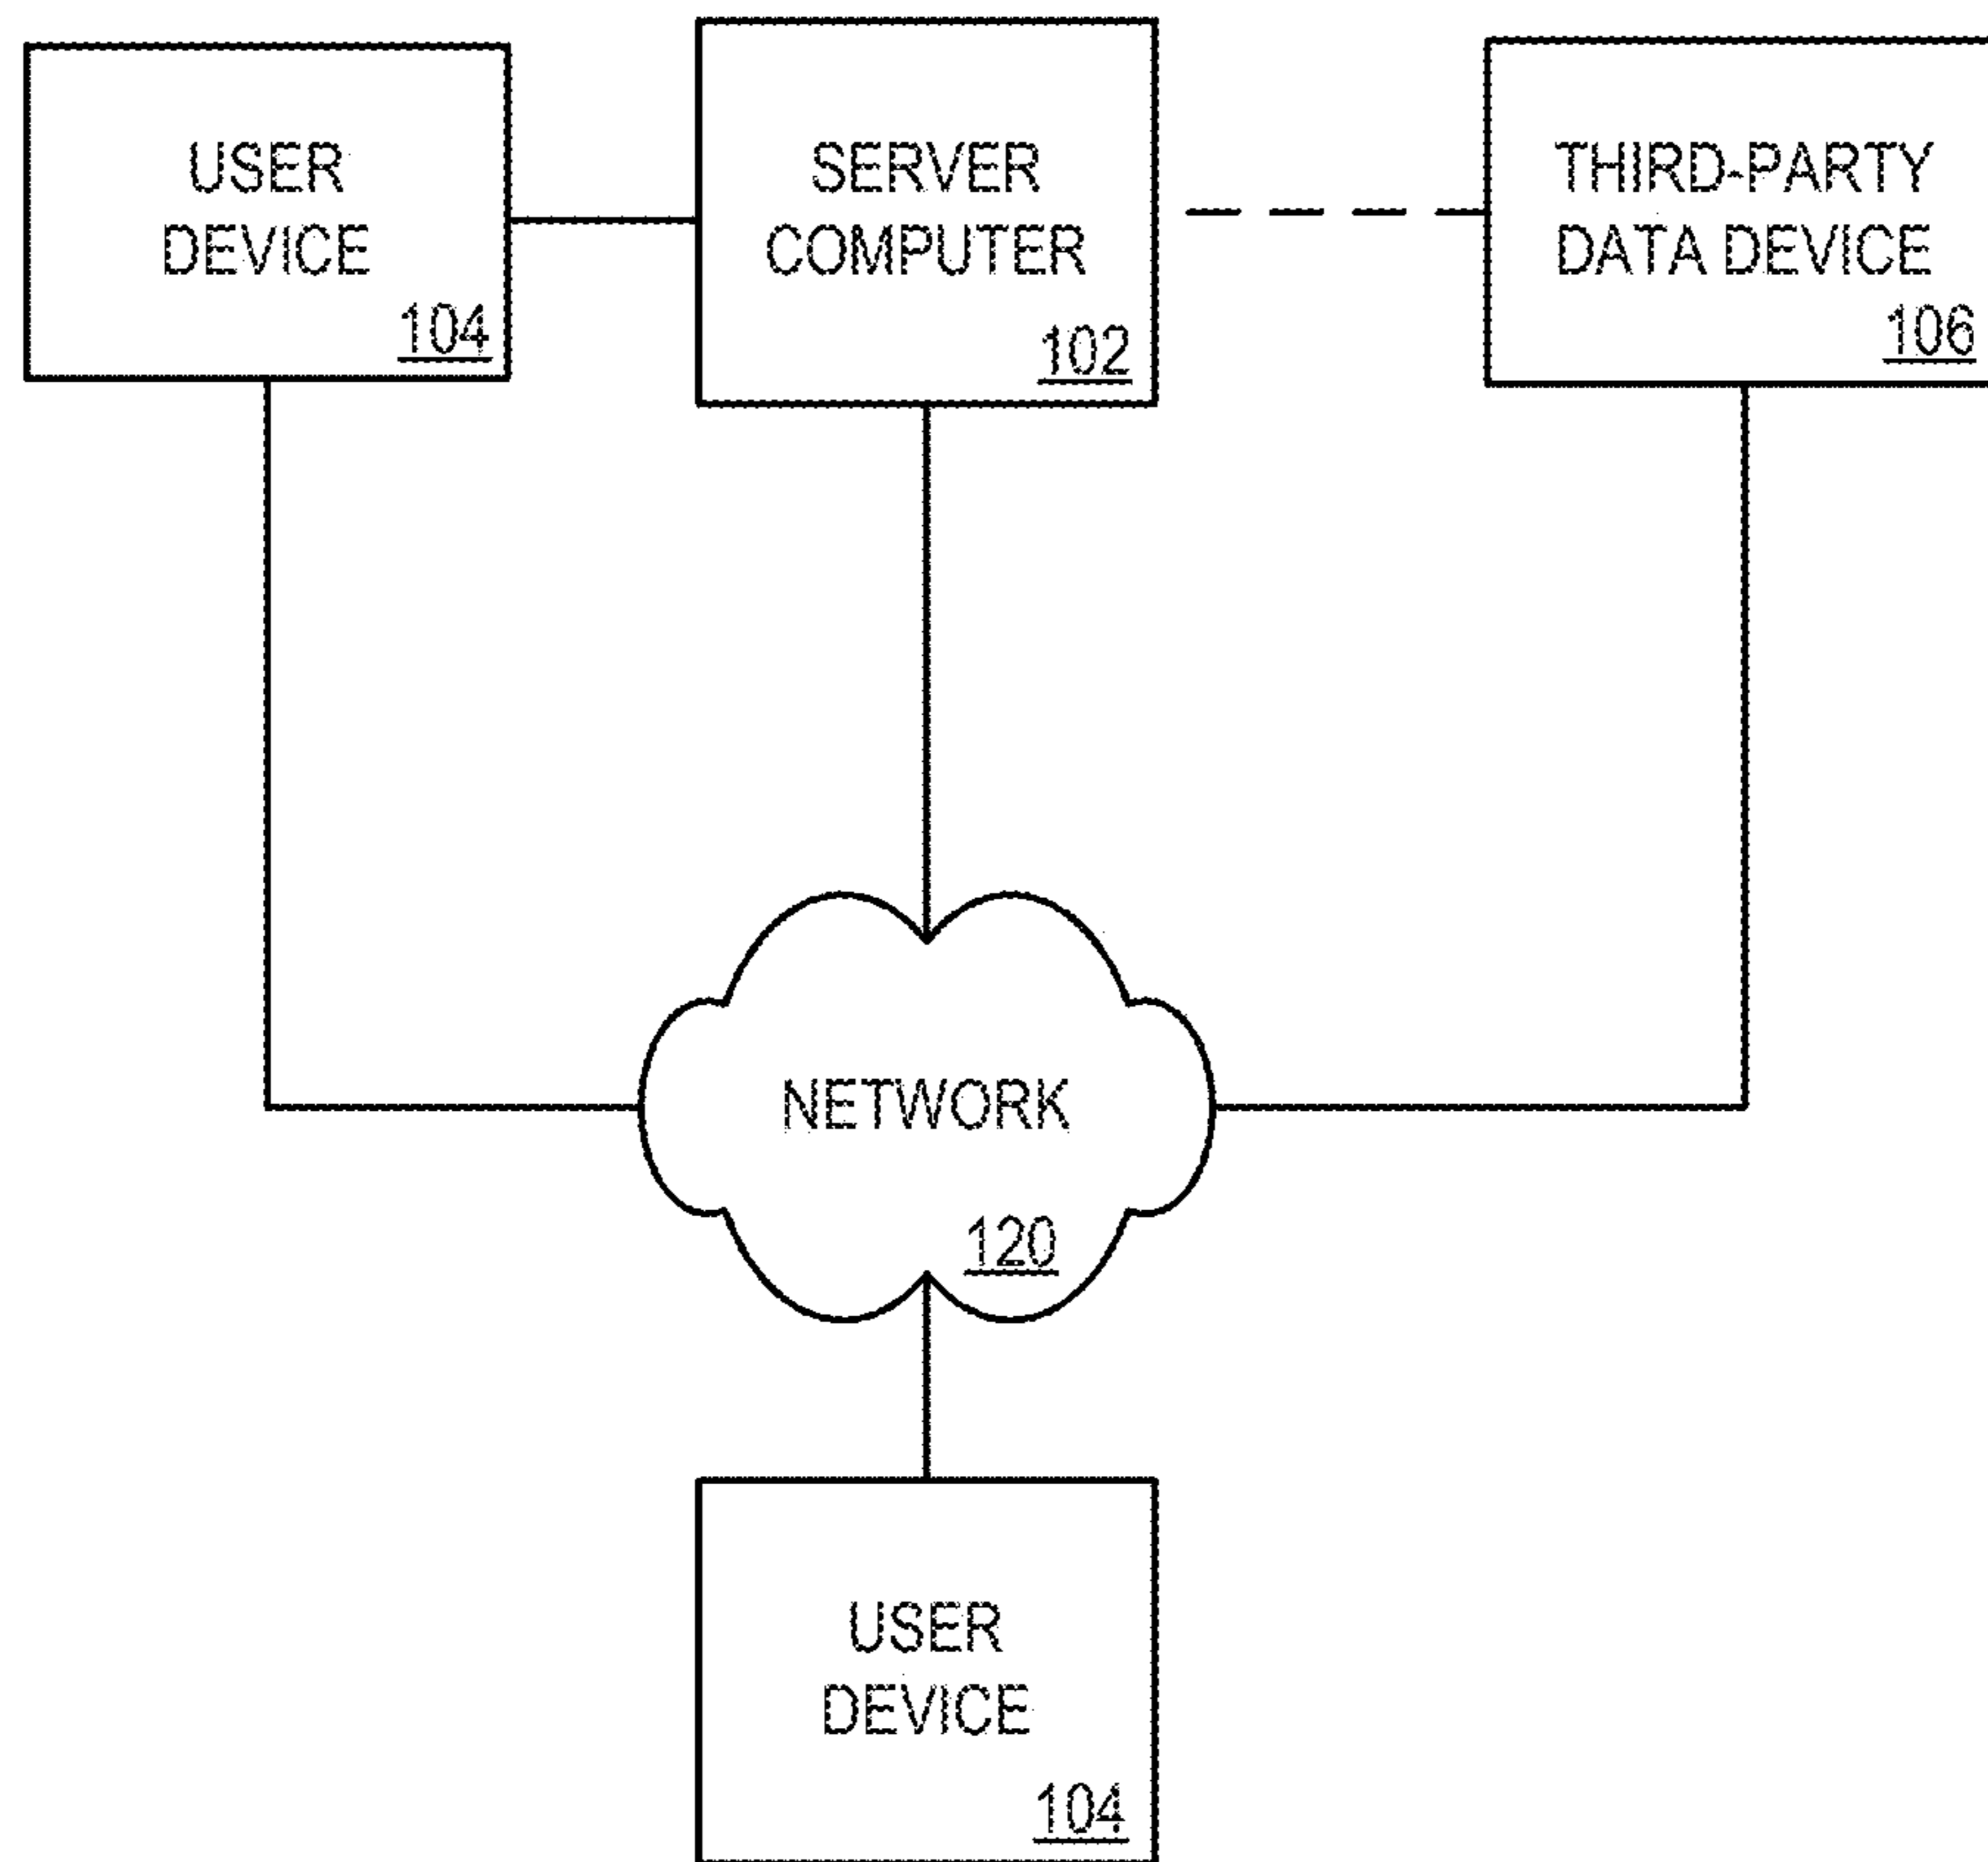 USER
DEVICE
104
SERVER
COMPUTER
102
THIRD-PARTY
DATA DEVICE
106
NETWORK
120
USER
DEVICE
104